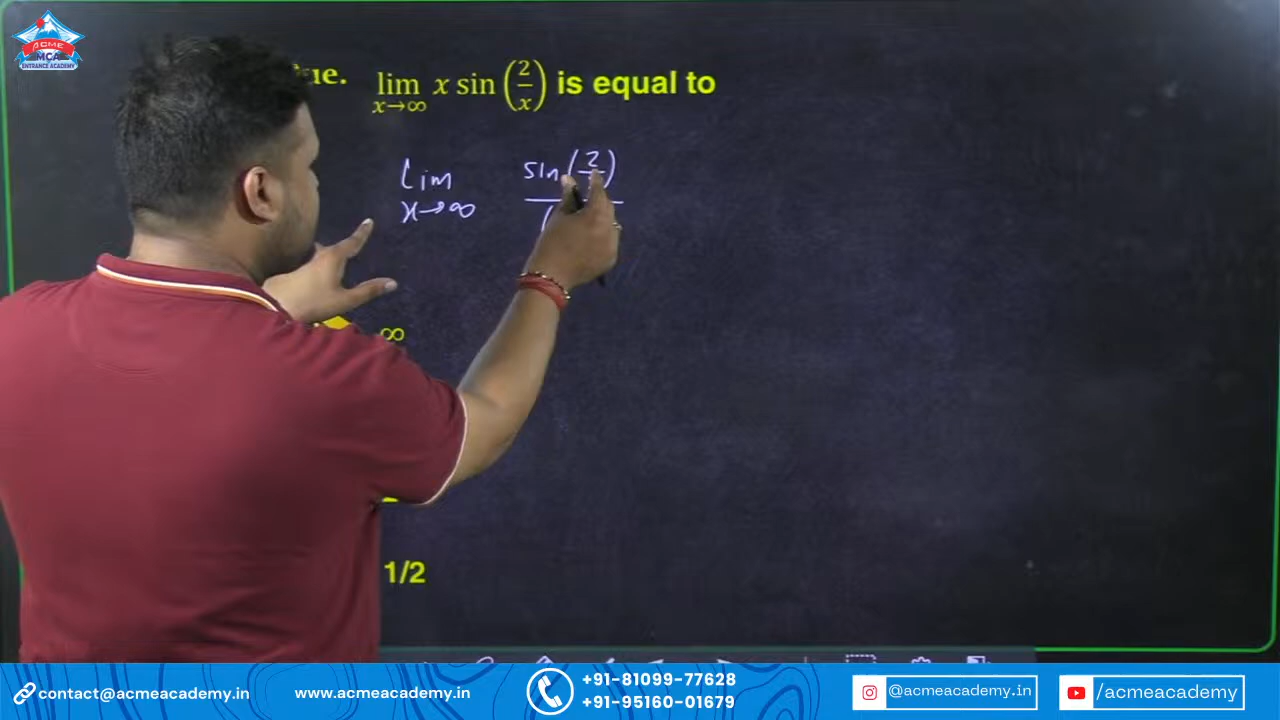 ACME
MCA
ENTRANCE ACADEMY
lim x→∞ x sin (2/x) is equal to
Lim x→∞ sin(2/
∞
1/2
contact@acmeacademy.in
www.acmeacademy.in
+91-81099-77628
+91-95160-01679
@acmeacademy.in
/acmeacademy